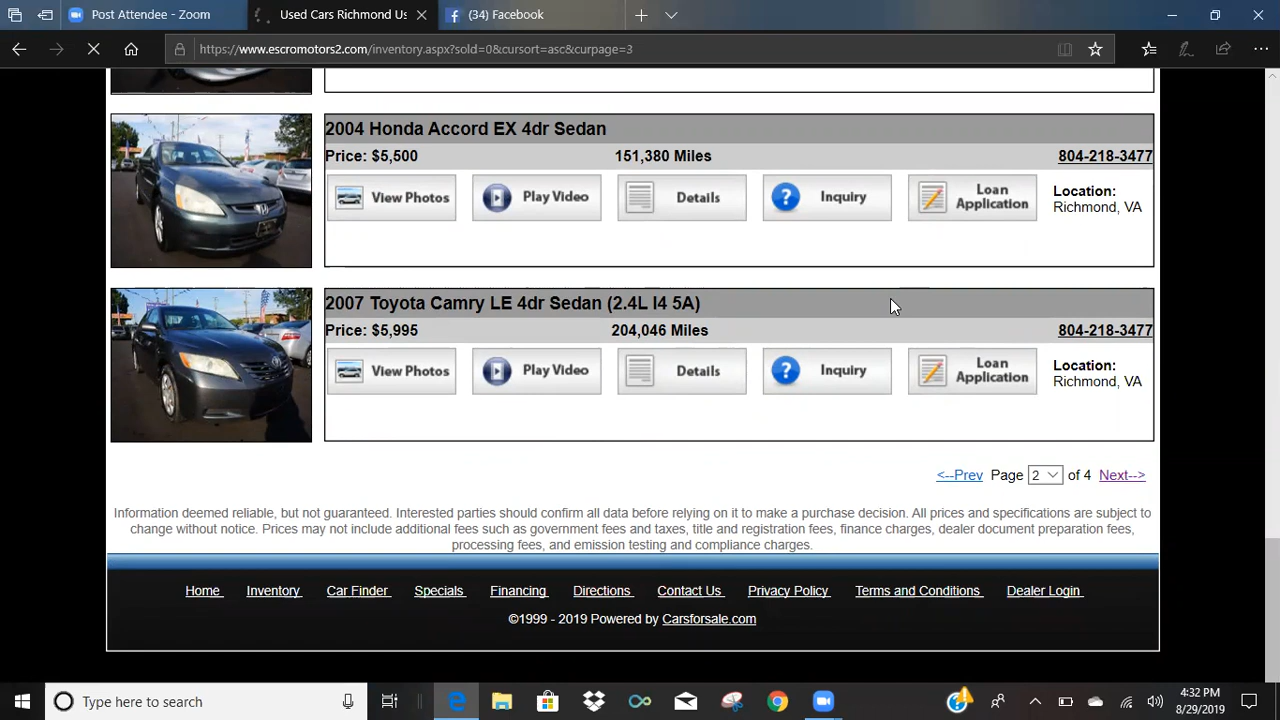 Post Attendee - Zoom
Used Cars Richmond Us
(34) Facebook
https://www.escromotors2.com/inventory.aspx?sold=0&cursort=asc&curpage=3
2004 Honda Accord EX 4dr Sedan
Price: $5,500 151,380 Miles 804-218-3477
View Photos Play Video Details Inquiry Loan Application
Location:
Richmond, VA
2007 Toyota Camry LE 4dr Sedan (2.4L I4 5A)
Price: $5,995 204,046 Miles 804-218-3477
View Photos Play Video Details Inquiry Loan Application
Location:
Richmond, VA
<--Prev Page 2 of 4 Next-->
Information deemed reliable, but not guaranteed. Interested parties should confirm all data before relying on it to make a purchase decision. All prices and specifications are subject to
change without notice. Prices may not include additional fees such as government fees and taxes, title and registration fees, finance charges, dealer document preparation fees,
processing fees, and emission testing and compliance charges.
Home Inventory Car Finder Specials Financing Directions Contact Us Privacy Policy Terms and Conditions Dealer Login
©1999 - 2019 Powered by Carsforsale.com
Type here to search
4:32 PM
8/29/2019